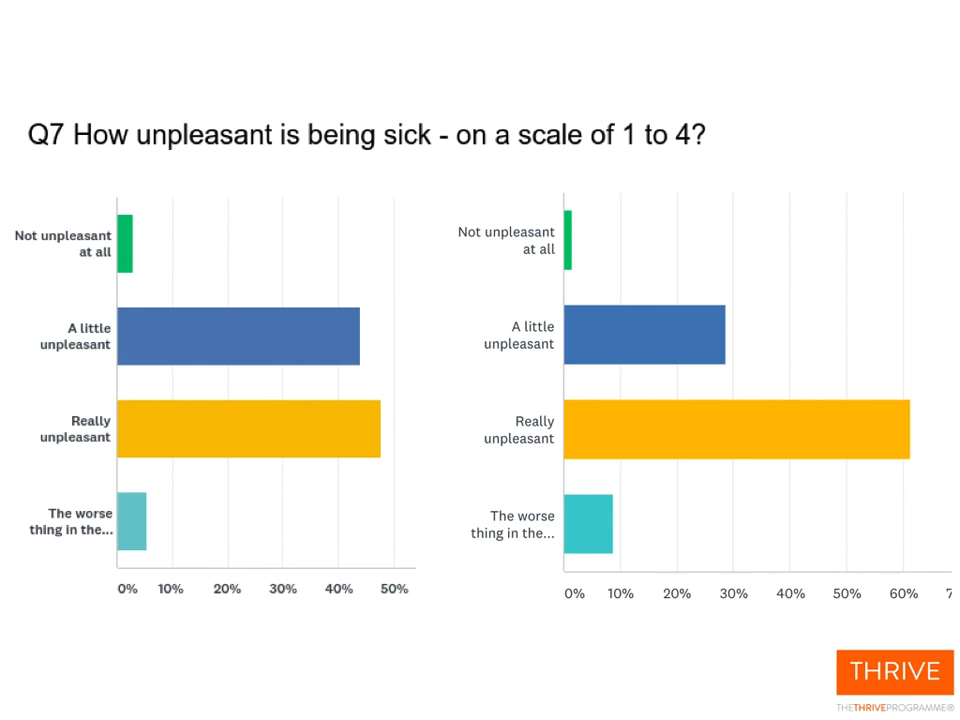 Q7 How unpleasant is being sick - on a scale of 1 to 4?
Not unpleasant
at all
A little
unpleasant
Really
unpleasant
The worse
thing in the...
0% 10% 20% 30% 40% 50%
Not unpleasant
at all
A little
unpleasant
Really
unpleasant
The worse
thing in the...
0% 10% 20% 30% 40% 50% 60% 7
THRIVE
THETHRIVEPROGRAMME®